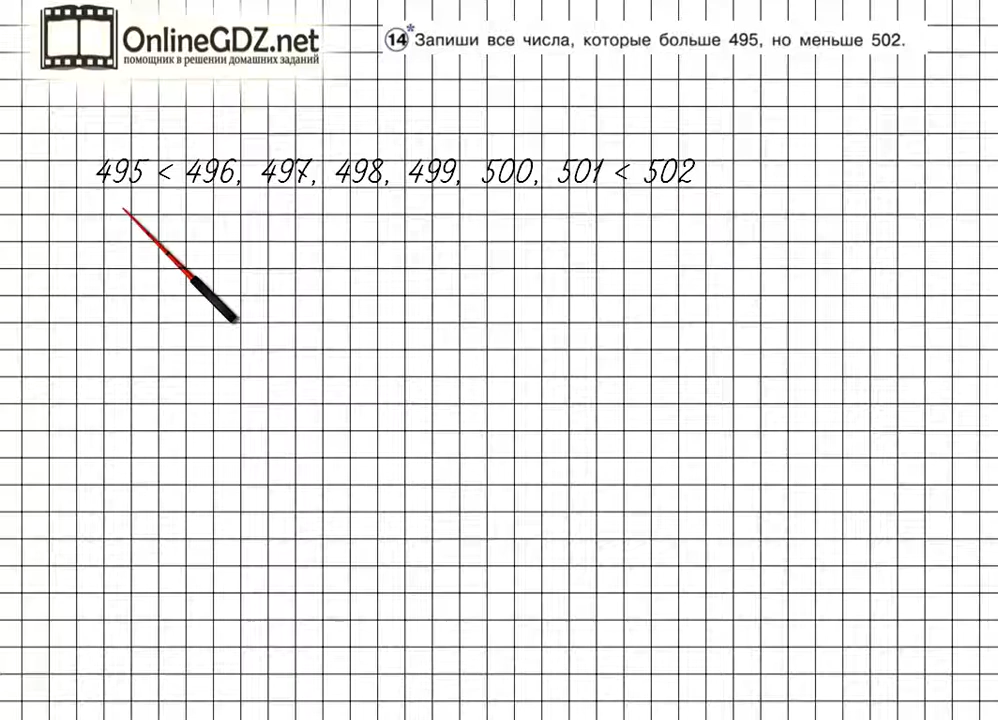 OnlineGDZ.net
помощник в решении домашних заданий
14* Запиши все числа, которые больше 495, но меньше 502.
495 < 496, 497, 498, 499, 500, 501 < 502